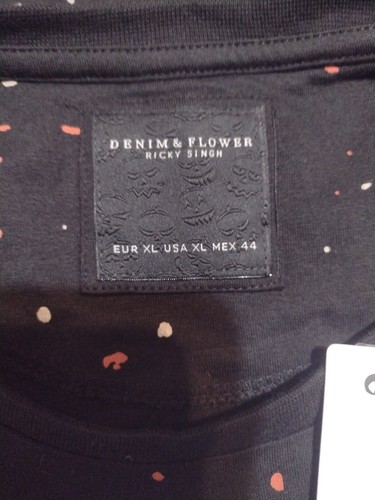 DENIM & FLOWER
RICKY SINGH
EUR XL USA XL MEX 44